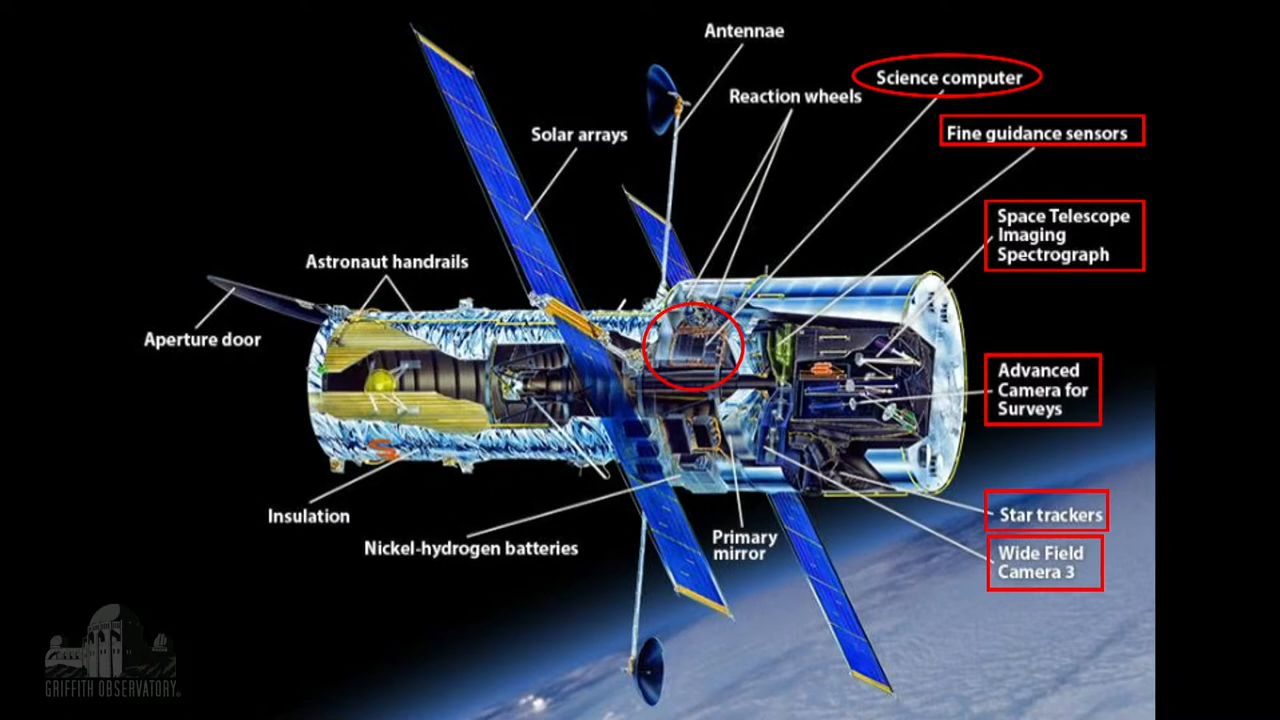 Antennae
Science computer
Reaction wheels
Fine guidance sensors
Solar arrays
Space Telescope
Imaging
Spectrograph
Astronaut handrails
Aperture door
Advanced
Camera for
Surveys
Star trackers
Insulation
Nickel-hydrogen batteries
Primary
mirror
Wide Field
Camera 3
GRIFFITH OBSERVATORY